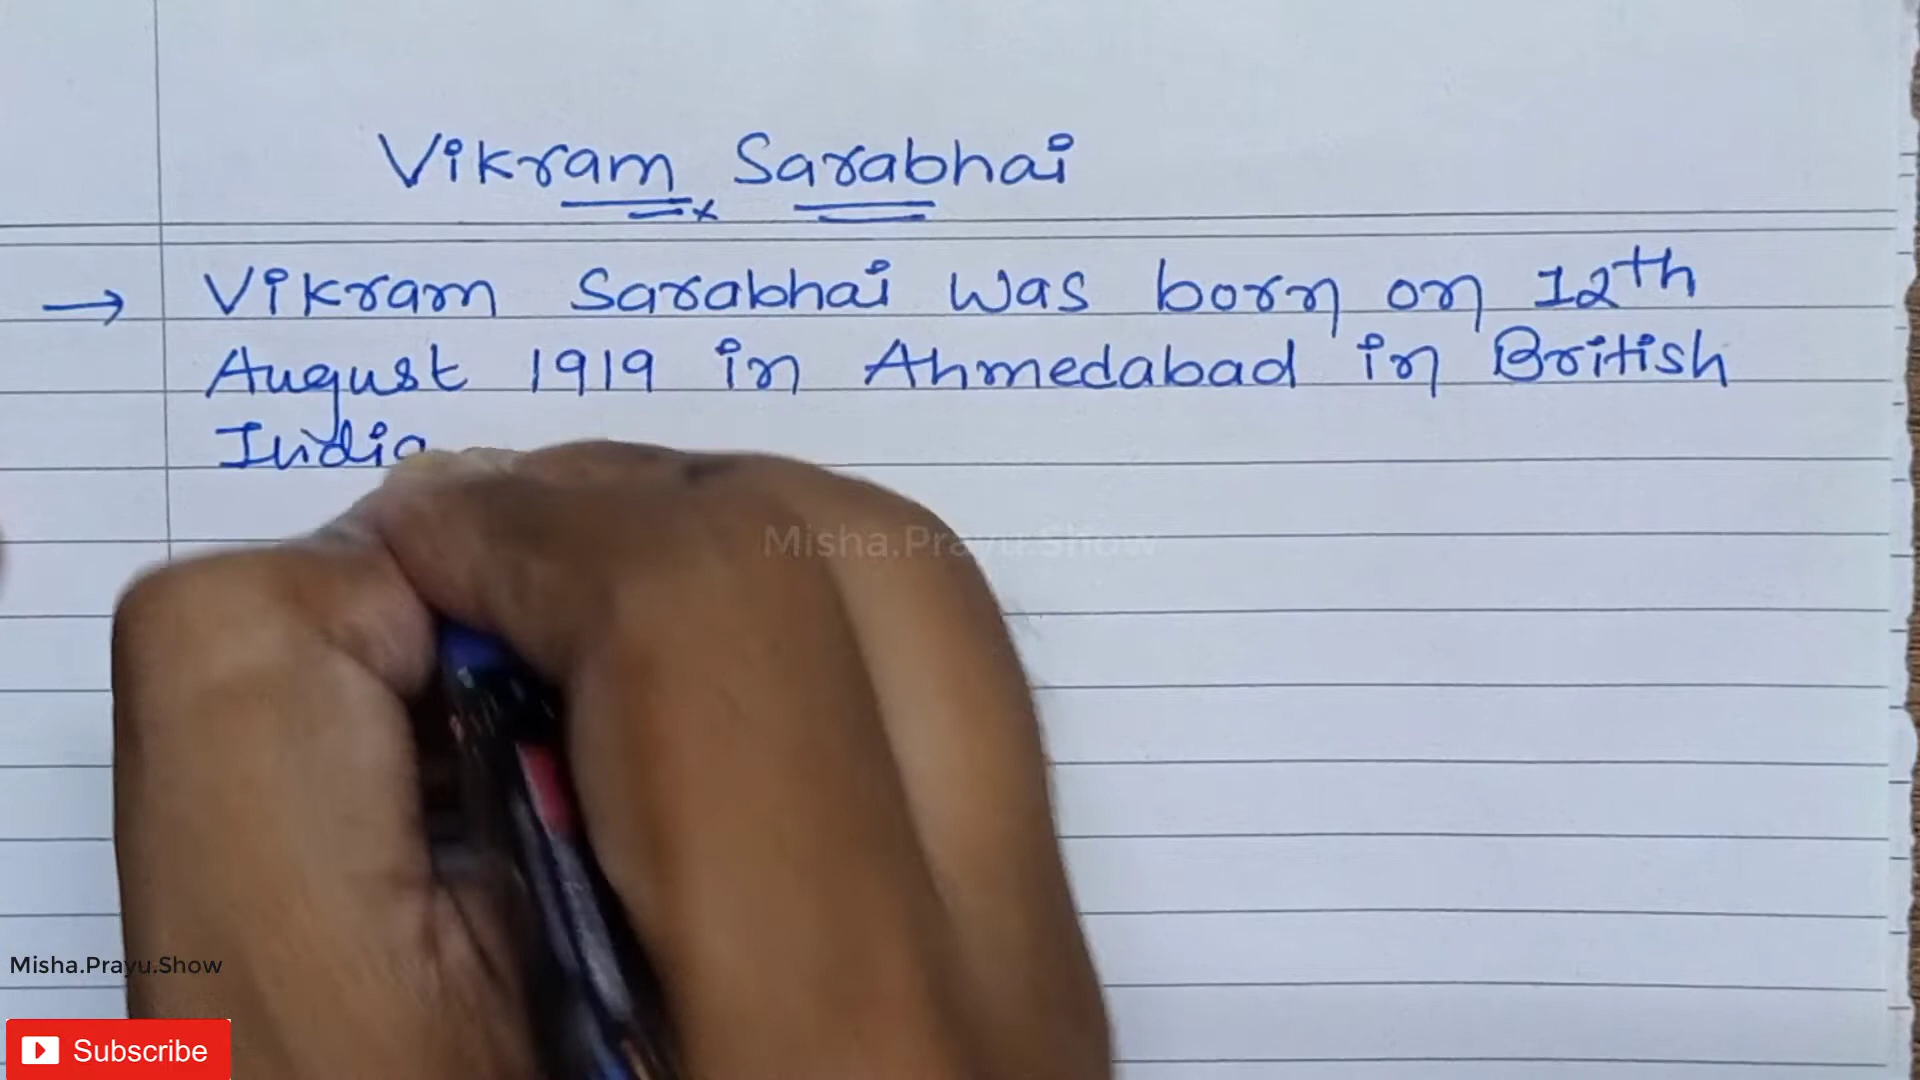 Vikram Sarabhai
→ Vikram Sarabhai was born on 12th
August 1919 in Ahmedabad in British
India
Misha.Prayu.Show
Misha.Prayu.Show
Subscribe